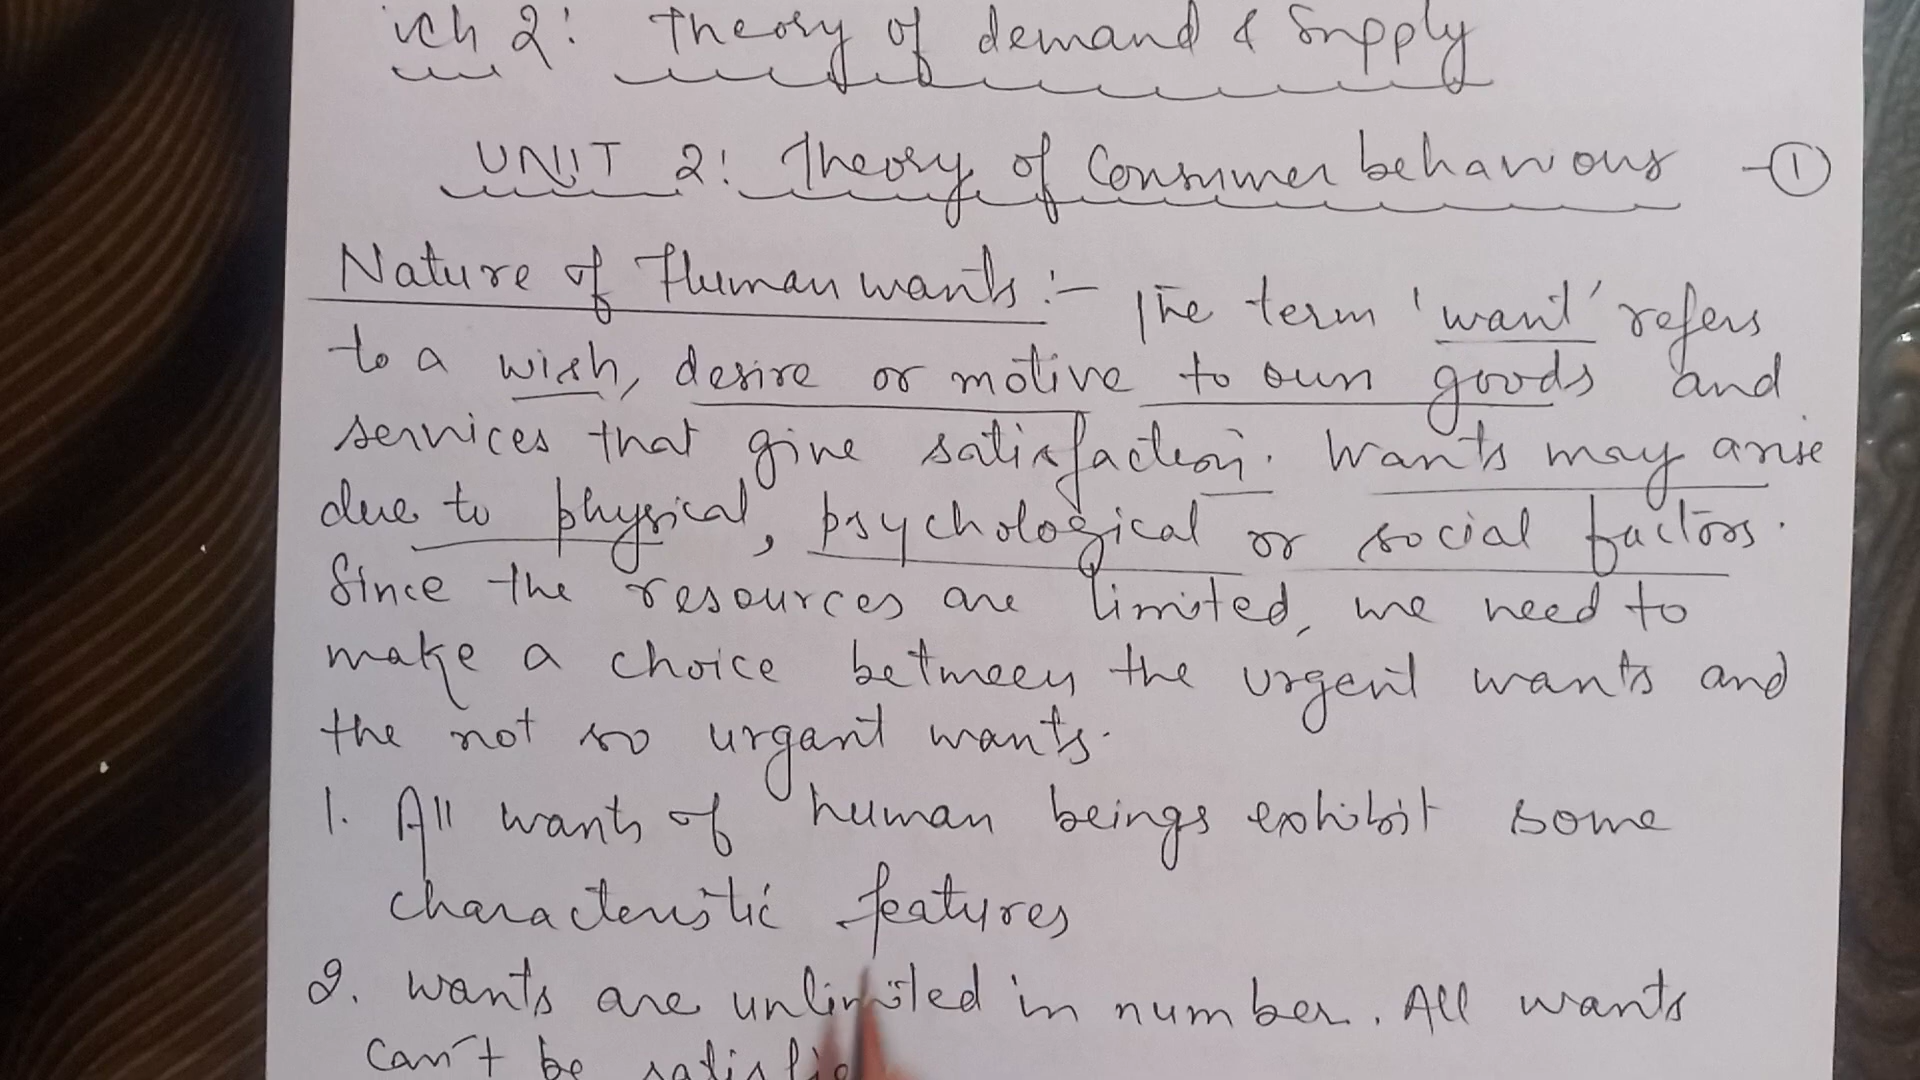 ich 2: Theory of demand & Supply
UNIT 2: Theory of Consumer behaviour -①
Nature of Human wants:- The term 'want' refers
to a wish, desire or motive to own goods and
services that give satisfaction. Wants may arise
due to physical, psychological or social factors.
Since the resources are limited, we need to
make a choice between the urgent wants and
the not so urgant wants.
1. All wants of human beings exhibit some
characteristic features
2. wants are unlimited in number. All wants
can't be